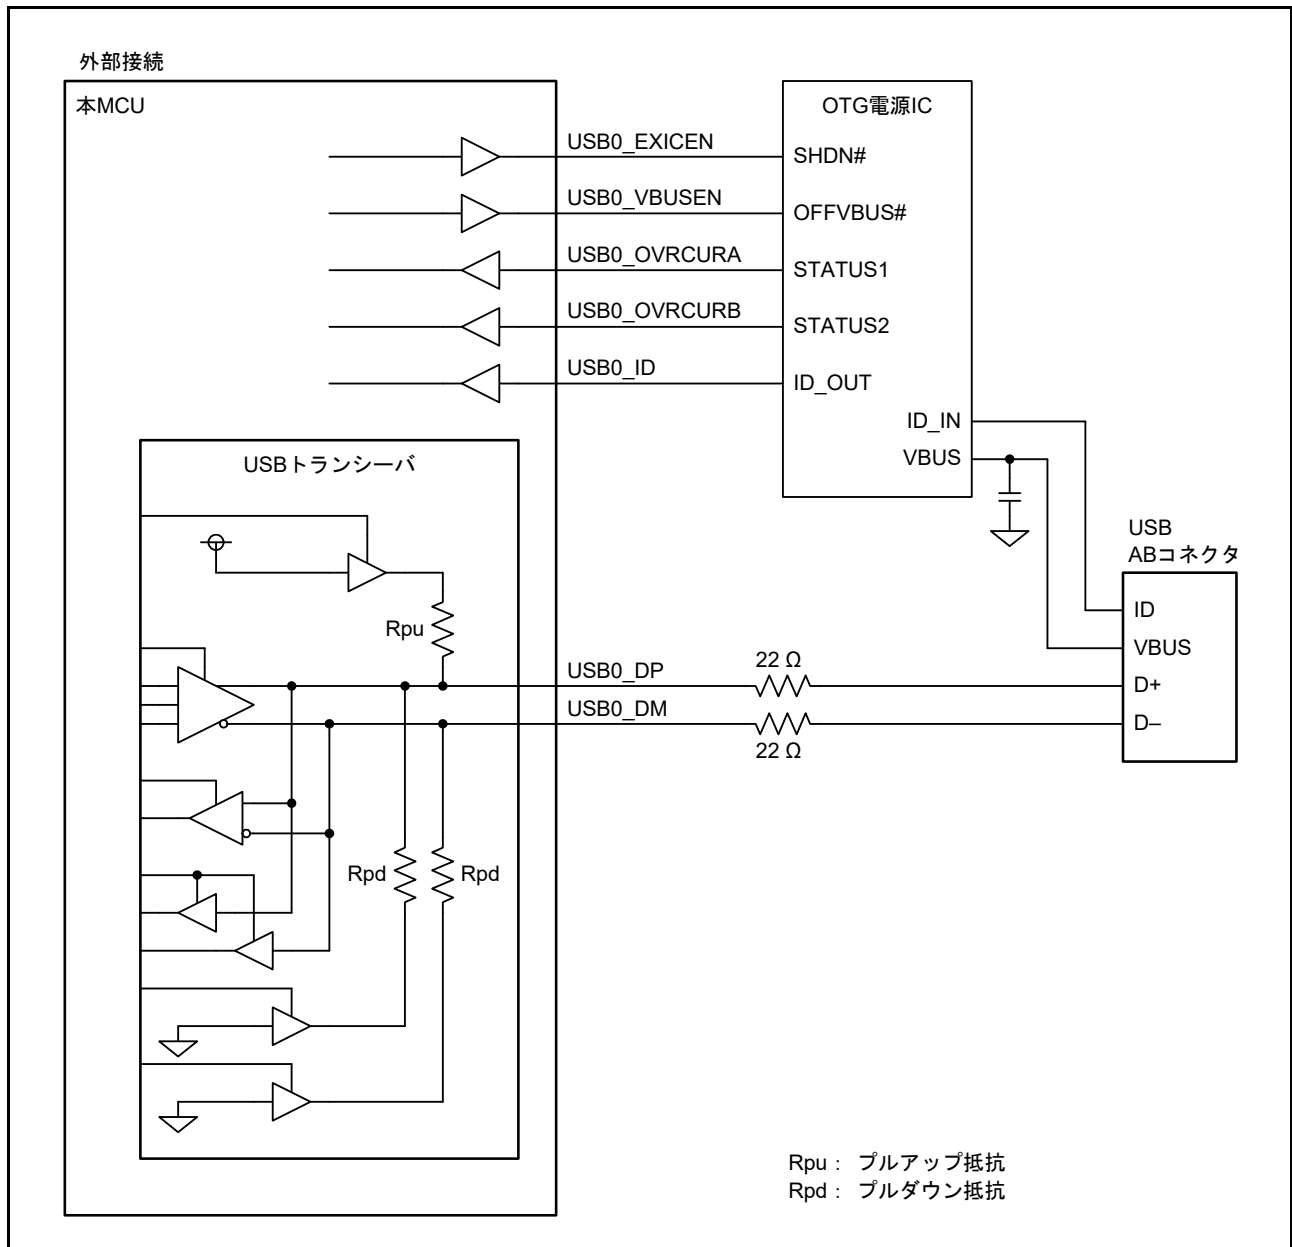 外部接続
本MCU
OTG電源IC
USB0_EXICEN
SHDN#
USB0_VBUSEN
OFFVBUS#
USB0_OVRCURA
STATUS1
USB0_OVRCURB
STATUS2
USB0_ID
ID_OUT
ID_IN
VBUS
USBトランシーバ
USB
ABコネクタ
ID
VBUS
D+
D–
Rpu
USB0_DP
22 Ω
USB0_DM
22 Ω
Rpd
Rpd
Rpu : プルアップ抵抗
Rpd : プルダウン抵抗